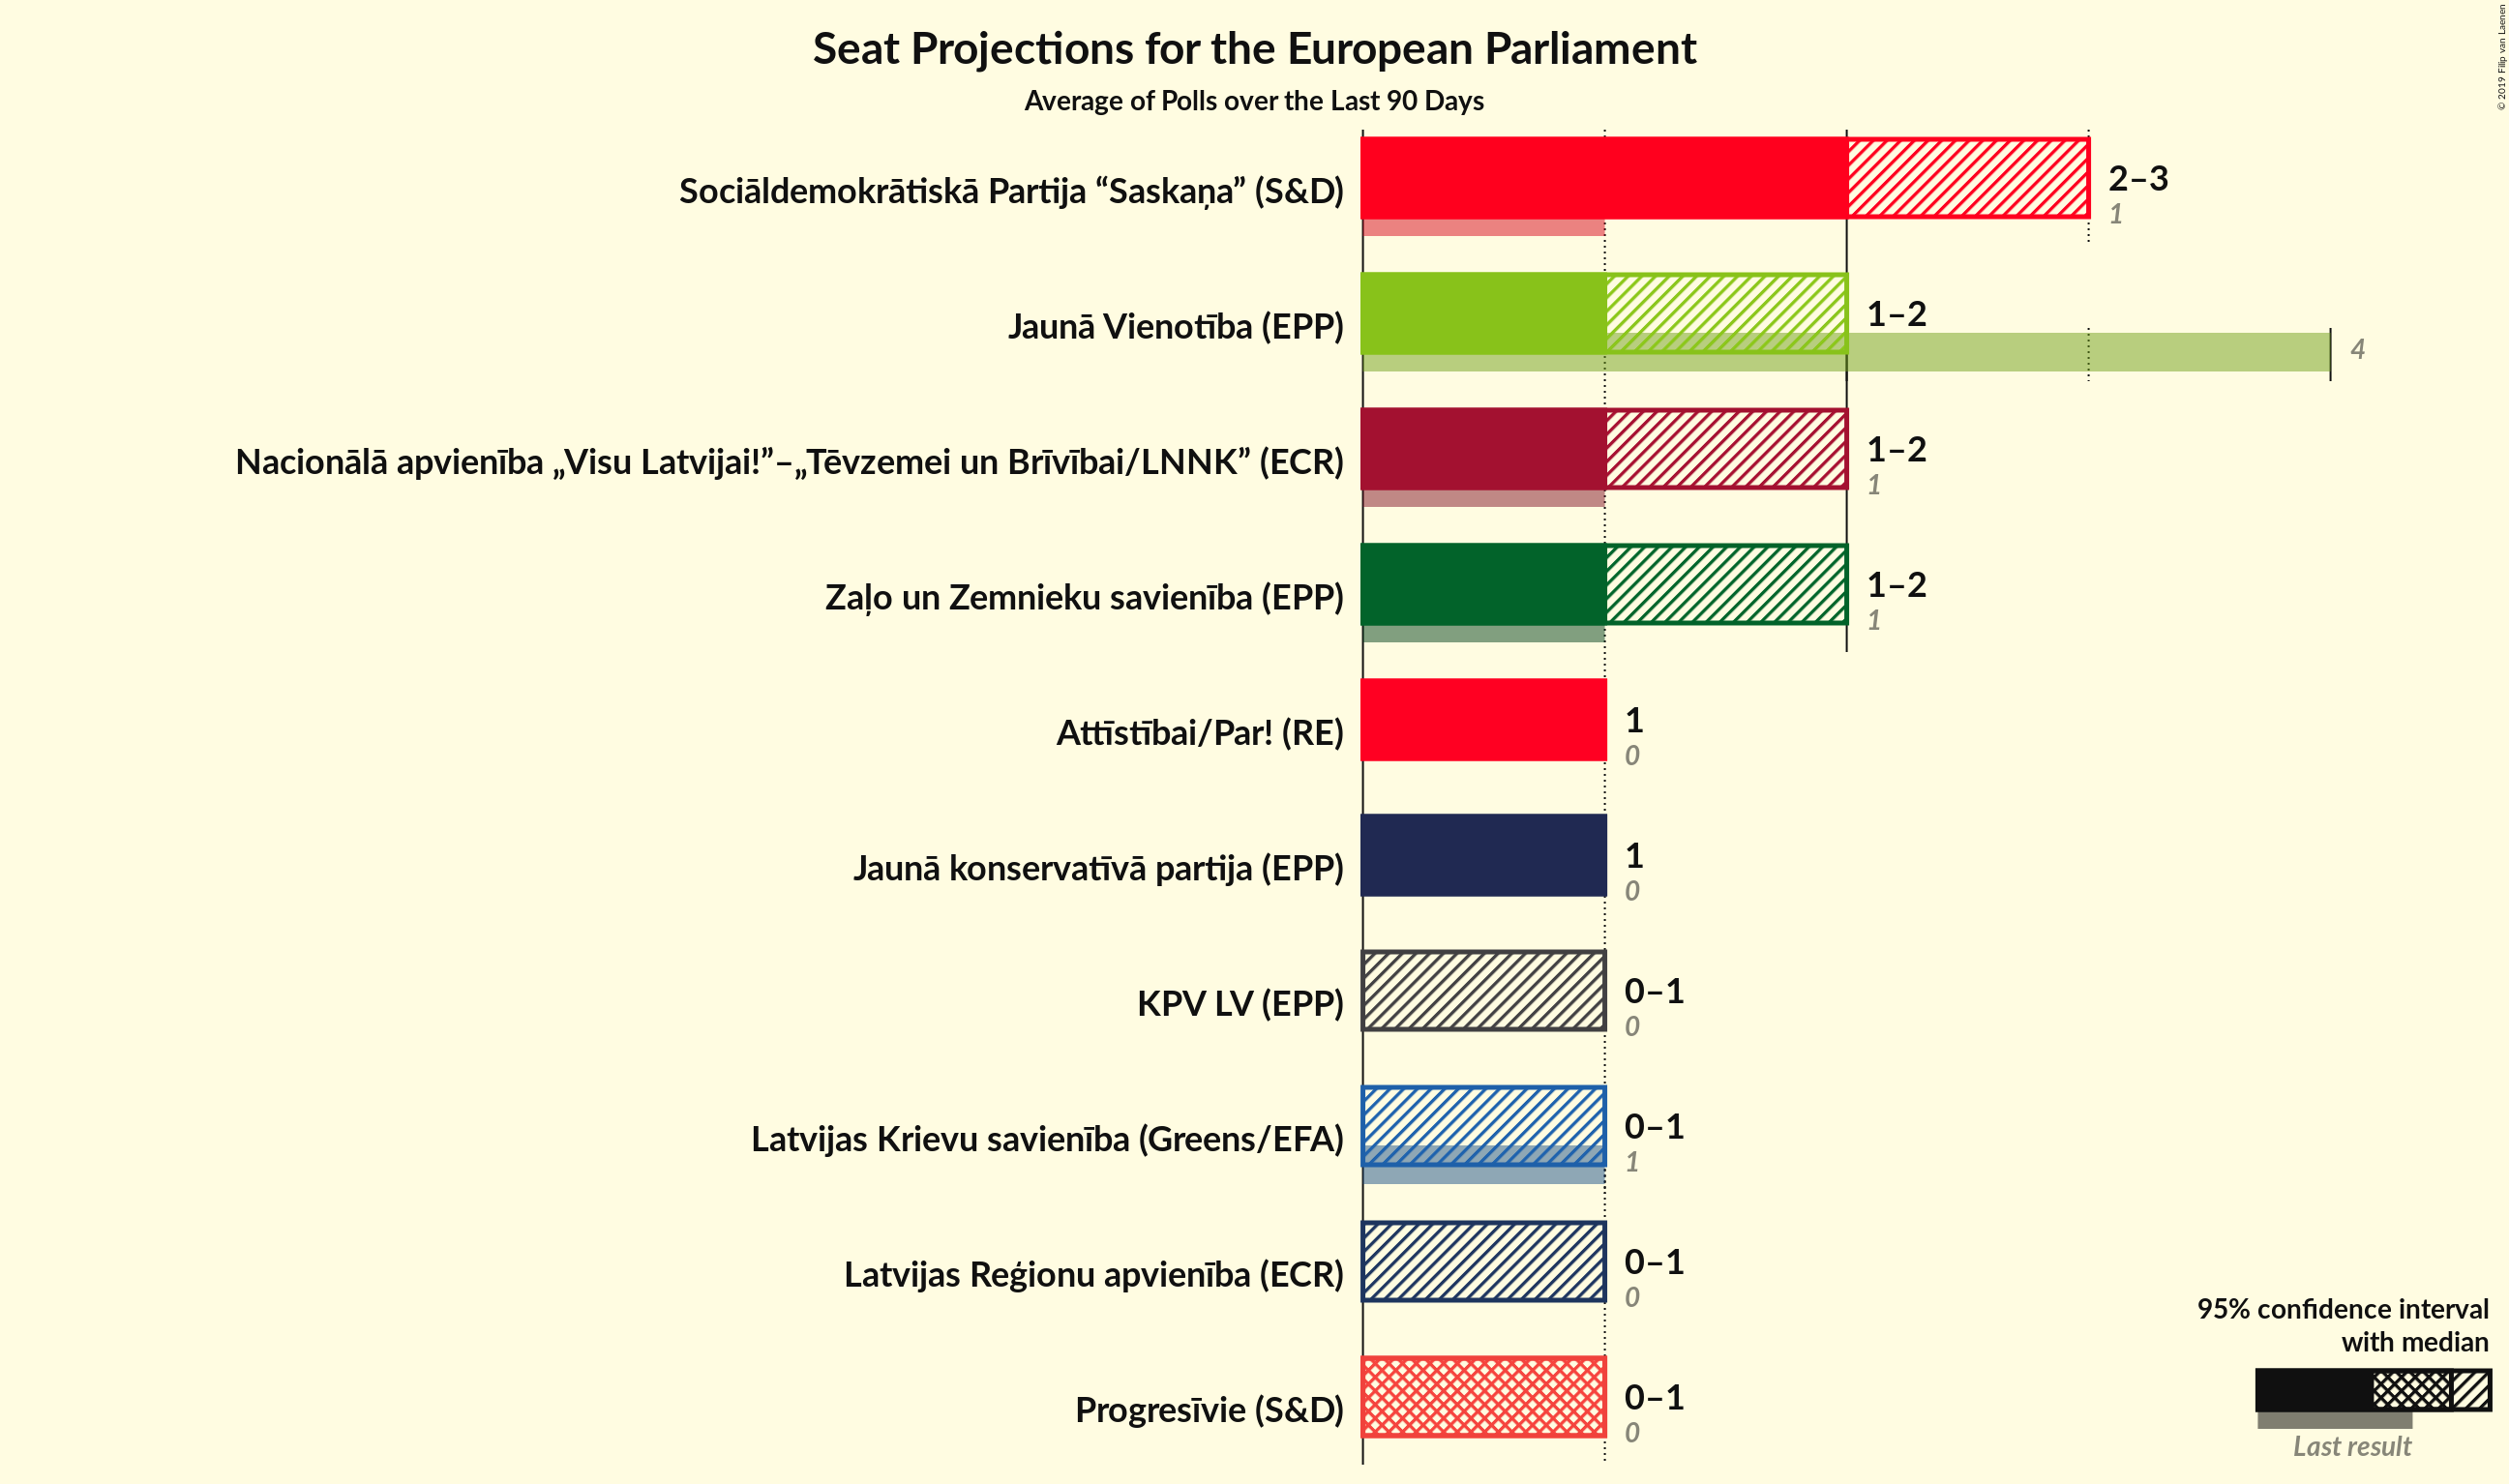 Seat Projections for the European Parliament
Average of Polls over the Last 90 Days
© 2019 Filip van Laenen
Sociāldemokrātiskā Partija “Saskaņa” (S&D)
2–3
1
Jaunā Vienotība (EPP)
1–2
4
Nacionālā apvienība „Visu Latvijai!”–„Tēvzemei un Brīvībai/LNNK” (ECR)
1–2
1
Zaļo un Zemnieku savienība (EPP)
1–2
1
Attīstībai/Par! (RE)
1
0
Jaunā konservatīvā partija (EPP)
1
0
KPV LV (EPP)
0–1
0
Latvijas Krievu savienība (Greens/EFA)
0–1
1
Latvijas Reģionu apvienība (ECR)
0–1
0
Progresīvie (S&D)
0–1
0
95% confidence interval
with median
Last result